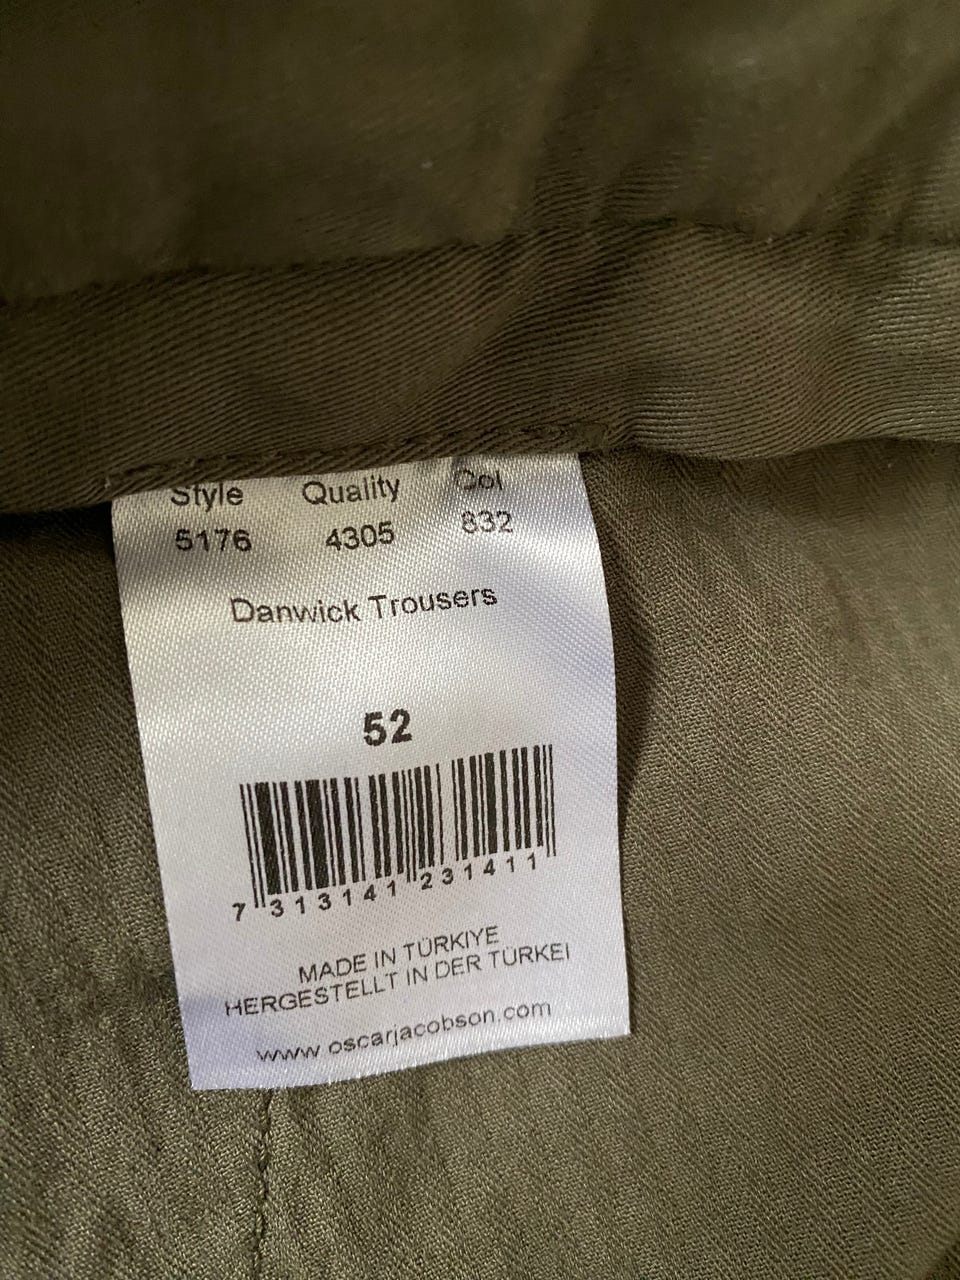 Style Quality Col
5176 4305 832
Danwick Trousers
52
7 313141 231411
MADE IN TÜRKIYE
HERGESTELLT IN DER TÜRKEI
www.oscarjacobson.com